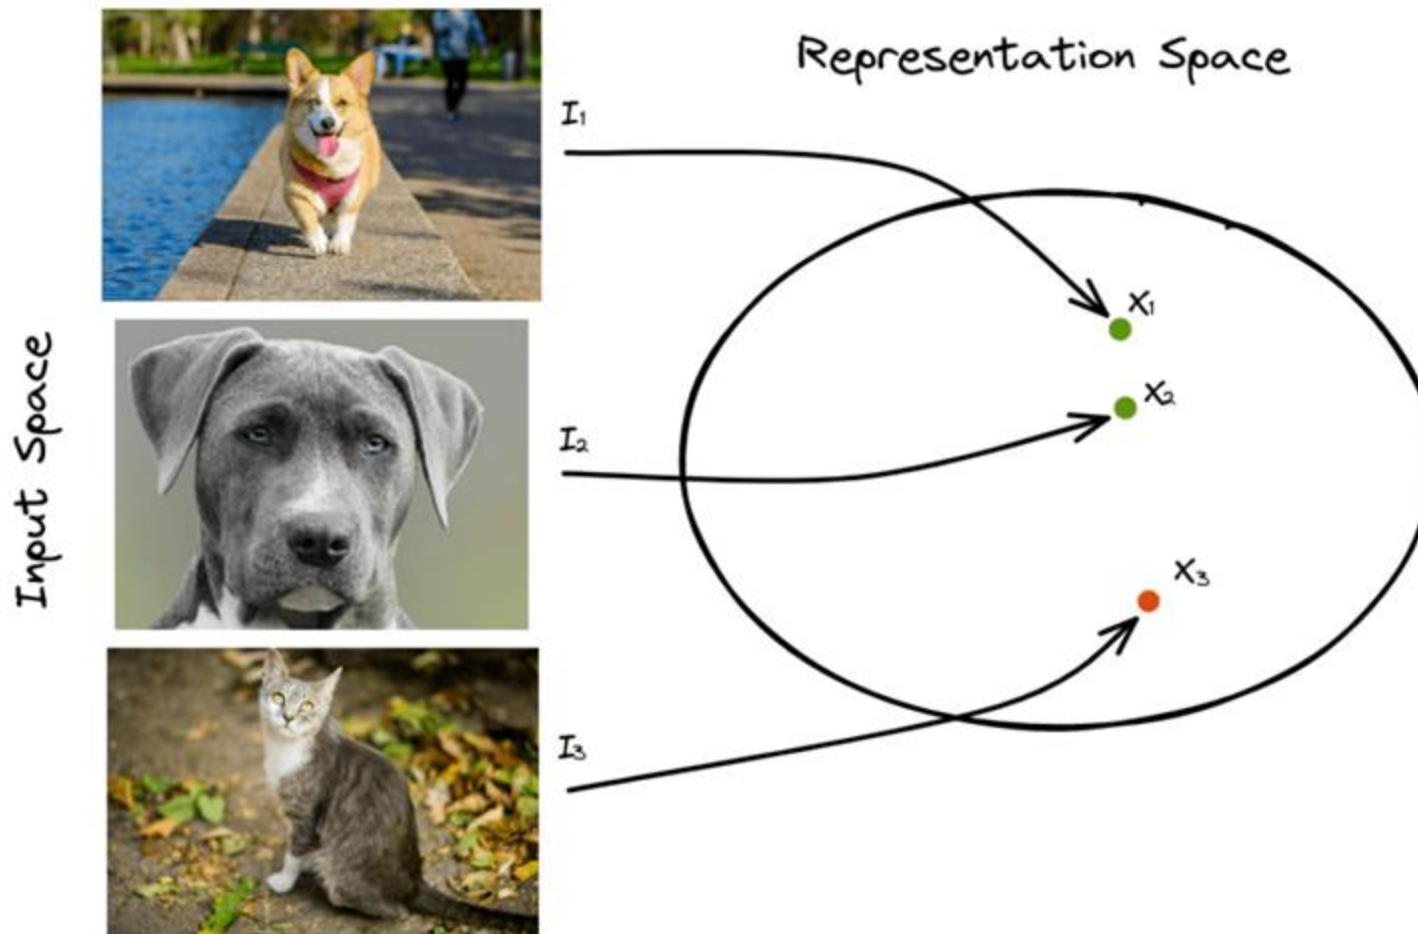 Representation Space
Input Space
I₁
X₁
X₂
I₂
X₃
I₃